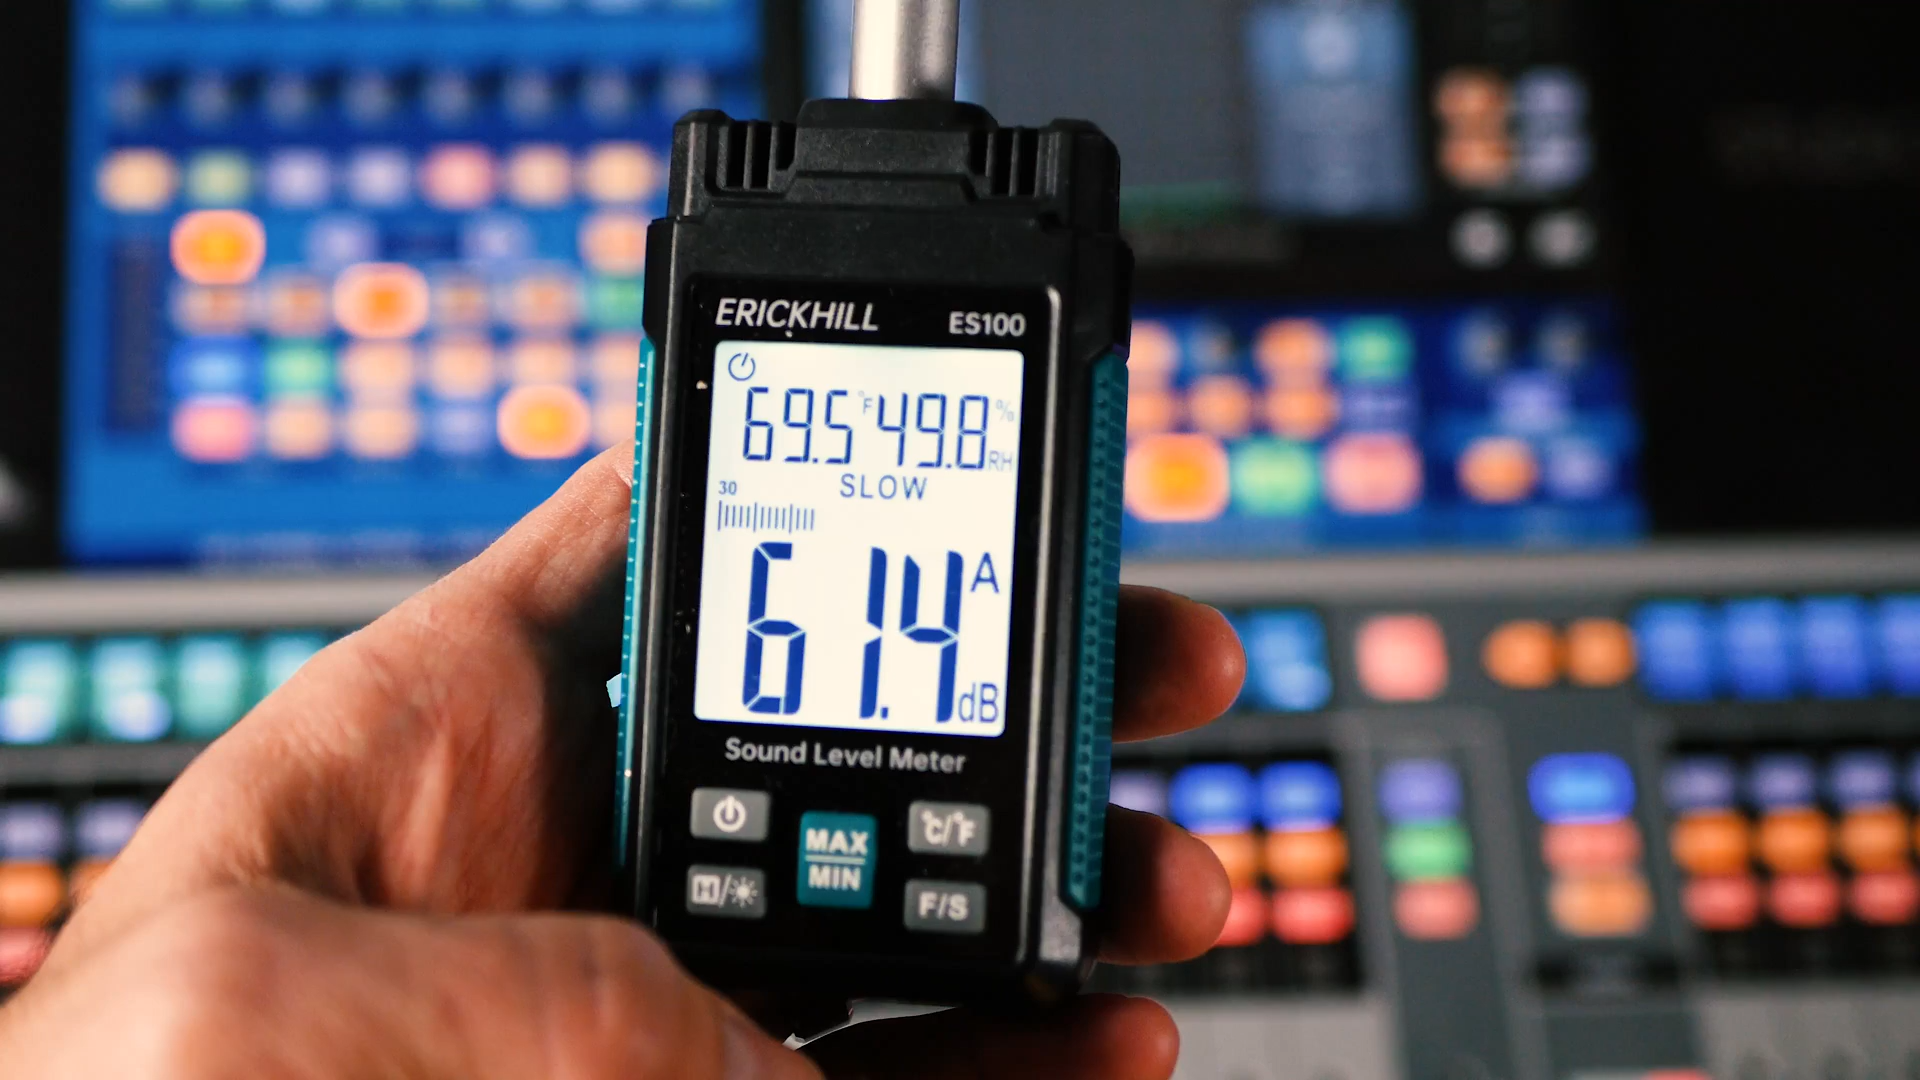 ERICKHILL ES100
69.5 °F 49.8 % RH
SLOW
30
61.4 A dB
Sound Level Meter
MAX
MIN
°C/°F
H/
F/S